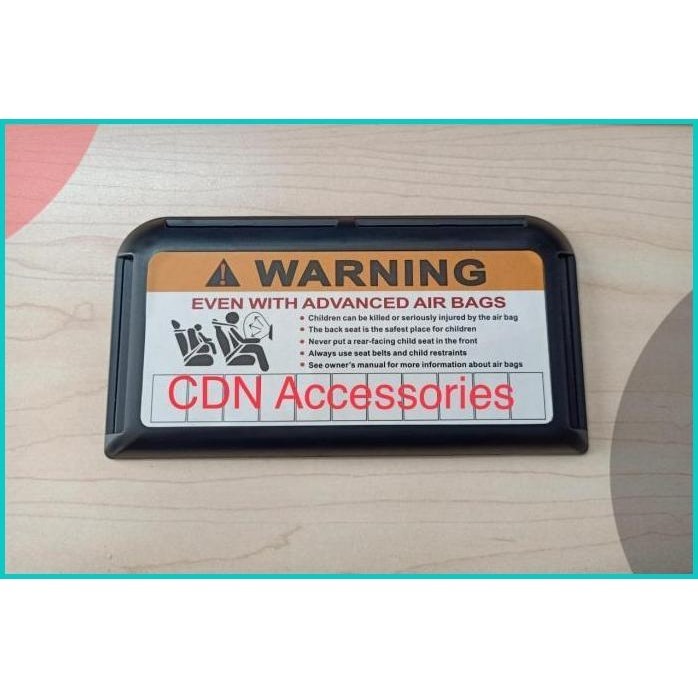 WARNING
EVEN WITH ADVANCED AIR BAGS
• Children can be killed or seriously injured by the air bag
• The back seat is the safest place for children
• Never put a rear-facing child seat in the front
• Always use seat belts and child restraints
• See owner's manual for more information about air bags
CDN Accessories